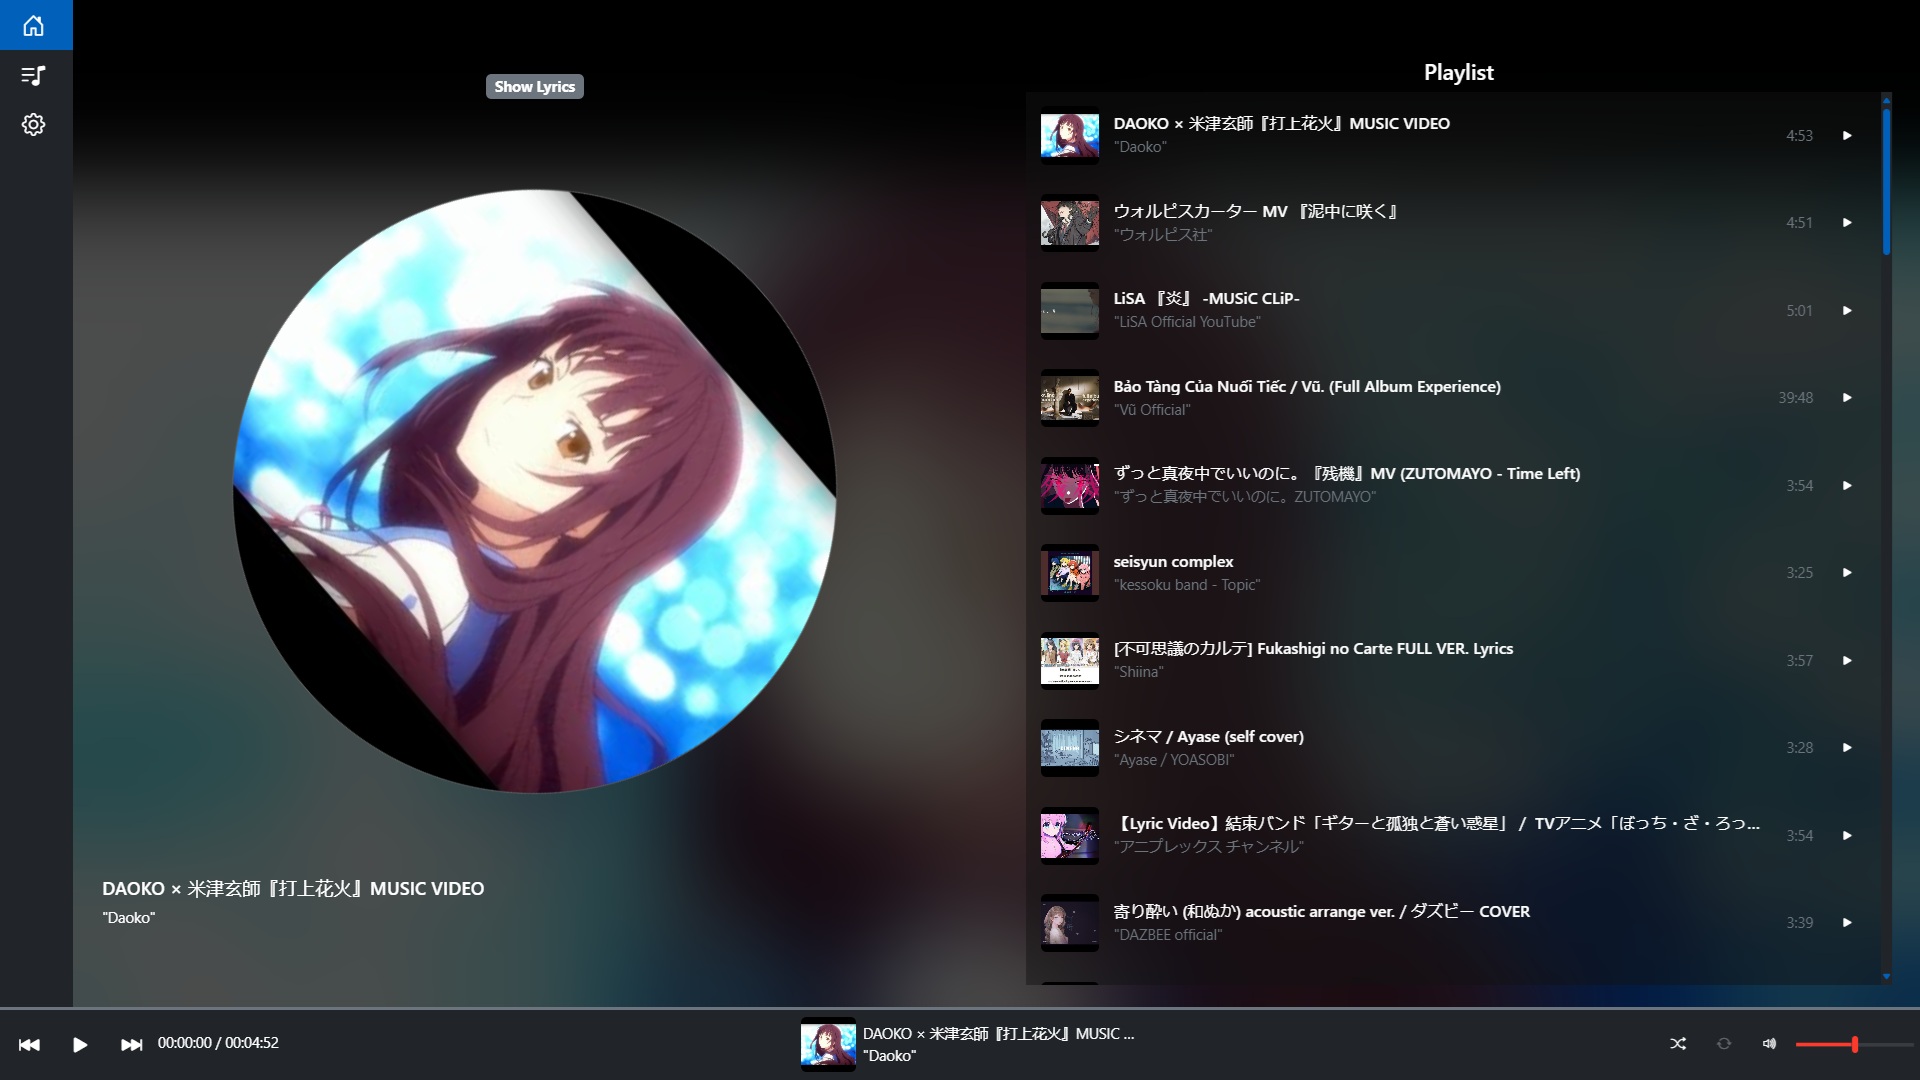 Show Lyrics
Playlist
DAOKO × 米津玄師『打上花火』MUSIC VIDEO
"Daoko"
4:53
ウォルピスカーター MV 『泥中に咲く』
"ウォルピス社"
4:51
LiSA 『炎』 -MUSiC CLiP-
"LiSA Official YouTube"
5:01
Bảo Tàng Của Nuối Tiếc / Vũ. (Full Album Experience)
"Vũ Official"
39:48
ずっと真夜中でいいのに。『残機』MV (ZUTOMAYO - Time Left)
"ずっと真夜中でいいのに。ZUTOMAYO"
3:54
seisyun complex
"kessoku band - Topic"
3:25
[不可思議のカルテ] Fukashigi no Carte FULL VER. Lyrics
"Shiina"
3:57
シネマ / Ayase (self cover)
"Ayase / YOASOBI"
3:28
【Lyric Video】結束バンド「ギターと孤独と蒼い惑星」 / TVアニメ「ぼっち・ざ・ろっ...
"アニプレックス チャンネル"
3:54
寄り酔い (和ぬか) acoustic arrange ver. / ダズビー COVER
"DAZBEE official"
3:39
DAOKO × 米津玄師『打上花火』MUSIC VIDEO
"Daoko"
00:00:00 / 00:04:52
DAOKO × 米津玄師『打上花火』MUSIC ...
"Daoko"